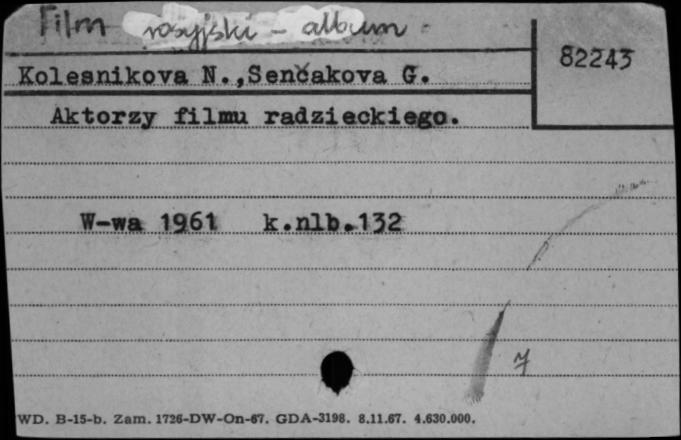 Film rosyjski - album
82243
Kolesnikova N.,Senčakova G.
Aktorzy filmu radzieckiego.
W-wa 1961 k.nlb.132
7
WD. B-15-b. Zam. 1726-DW-On-67. GDA-3198. 8.11.67. 4.630.000.